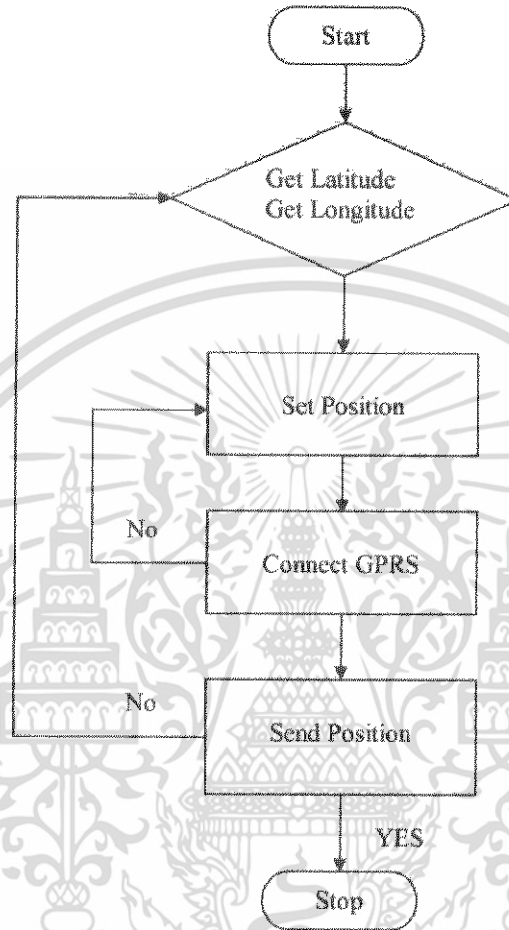 Start
Get Latitude
Get Longitude
Set Position
No
Connect GPRS
No
Send Position
YES
Stop